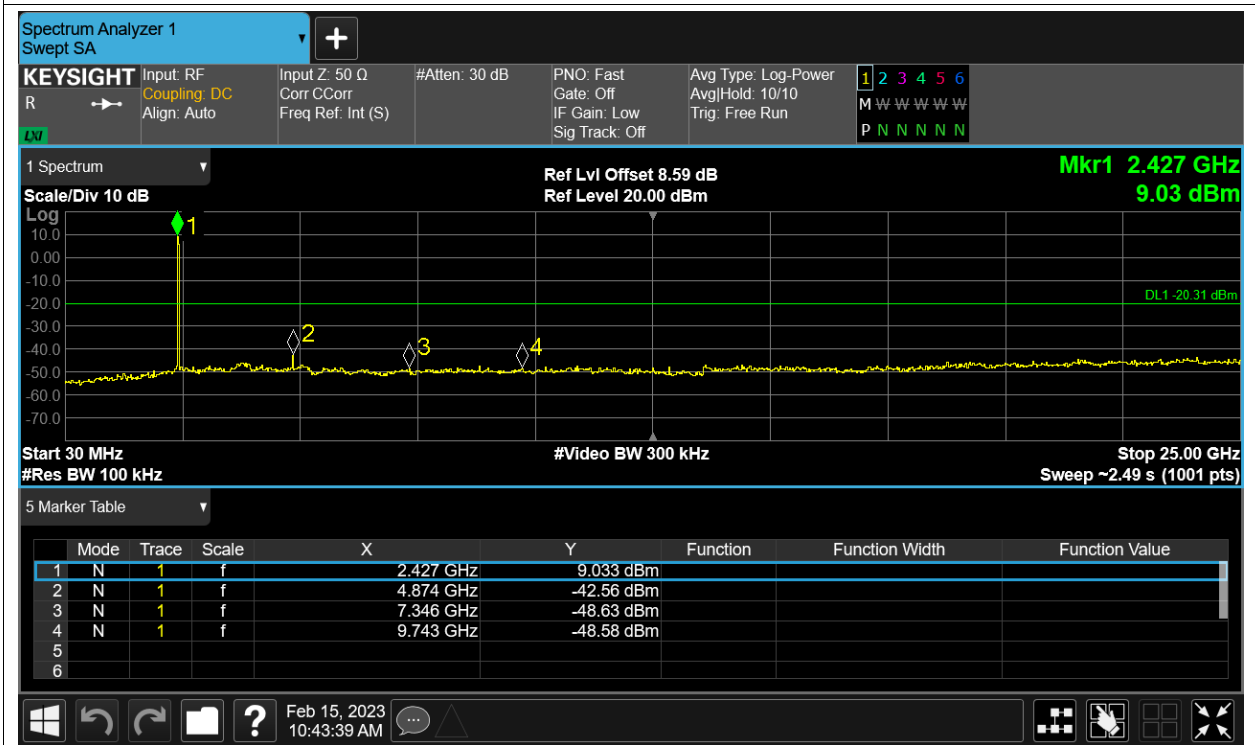 Spectrum Analyzer 1
Swept SA
+
KEYSIGHT Input: RF Input Z: 50 Ω #Atten: 30 dB PNO: Fast Avg Type: Log-Power 1 2 3 4 5 6
R Coupling: DC Corr CCorr Gate: Off Avg|Hold: 10/10 M W W W W W
Align: Auto Freq Ref: Int (S) IF Gain: Low Trig: Free Run
LXI Sig Track: Off P N N N N N
1 Spectrum Ref Lvl Offset 8.59 dB Mkr1 2.427 GHz
Scale/Div 10 dB Ref Level 20.00 dBm 9.03 dBm
Log
1
10.0
0.00
-10.0
DL1 -20.31 dBm
-20.0
-30.0
2
3
4
-40.0
-50.0
-60.0
-70.0
Start 30 MHz #Video BW 300 kHz Stop 25.00 GHz
#Res BW 100 kHz Sweep ~2.49 s (1001 pts)
5 Marker Table
Mode Trace Scale X Y Function Function Width Function Value
1 N 1 f 2.427 GHz 9.033 dBm
2 N 1 f 4.874 GHz -42.56 dBm
3 N 1 f 7.346 GHz -48.63 dBm
4 N 1 f 9.743 GHz -48.58 dBm
5
6
? Feb 15, 2023
10:43:39 AM